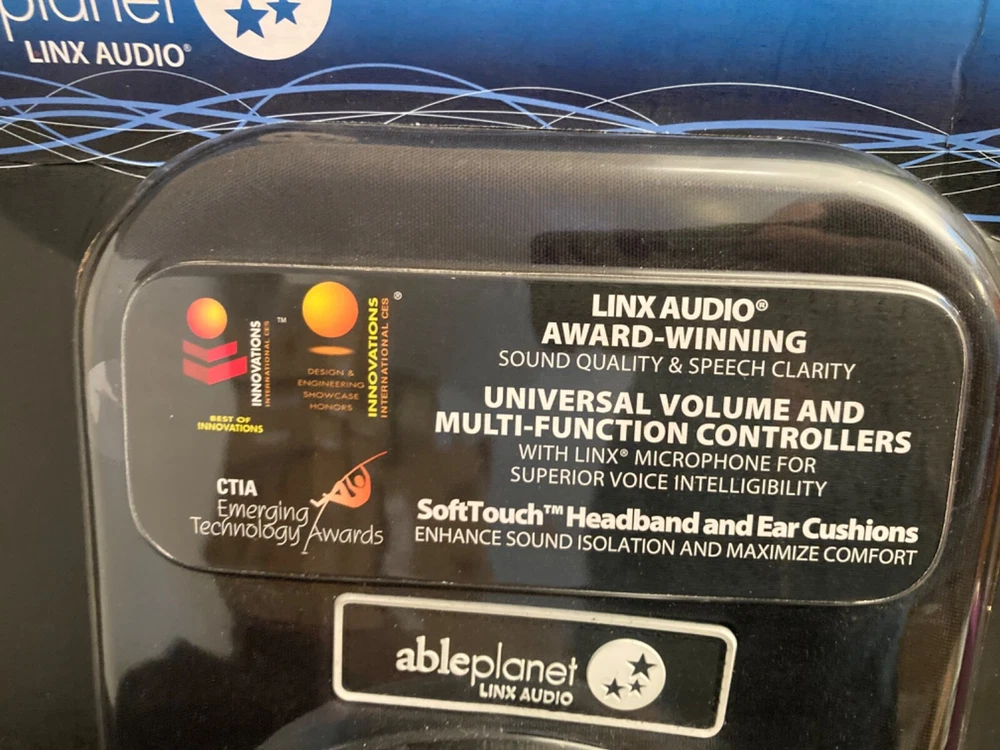 planet
LINX AUDIO®
INNOVATIONS ™
INTERNATIONAL CES
BEST OF
INNOVATIONS
DESIGN &
ENGINEERING
SHOWCASE
HONORS
INNOVATIONS ®
INTERNATIONAL CES
CTIA
Emerging
Technology Awards
LINX AUDIO®
AWARD-WINNING
SOUND QUALITY & SPEECH CLARITY
UNIVERSAL VOLUME AND
MULTI-FUNCTION CONTROLLERS
WITH LINX® MICROPHONE FOR
SUPERIOR VOICE INTELLIGIBILITY
SoftTouch™ Headband and Ear Cushions
ENHANCE SOUND ISOLATION AND MAXIMIZE COMFORT
ableplanet
LINX AUDIO